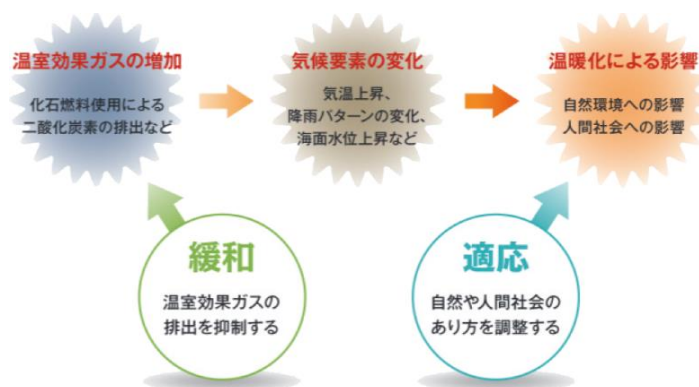 温室効果ガスの増加
化石燃料使用による
二酸化炭素の排出など
気候要素の変化
気温上昇、
降雨パターンの変化、
海面水位上昇など
温暖化による影響
自然環境への影響
人間社会への影響
緩和
温室効果ガスの
排出を抑制する
適応
自然や人間社会の
あり方を調整する